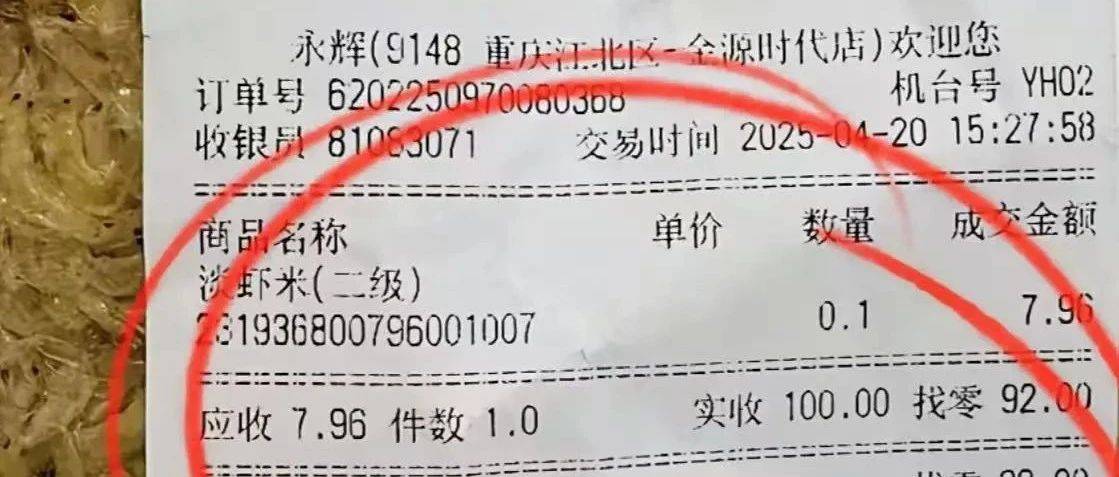 永辉(9148 重庆江北区-金源时代店)欢迎您
订单号 6202250970080368 机台号 YH02
收银员 81083071 交易时间 2025-04-20 15:27:58
商品名称 单价 数量 成交金额
淡虾米(二级)
231936800796001007 0.1 7.96
应收 7.96 件数 1.0 实收 100.00 找零 92.00